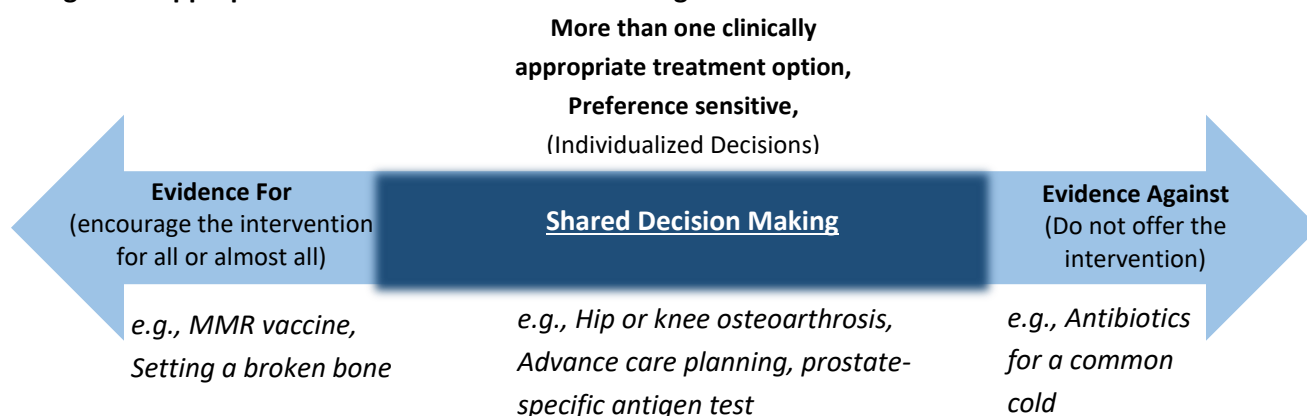 More than one clinically
appropriate treatment option,
Preference sensitive,
(Individualized Decisions)
Evidence For
(encourage the intervention
for all or almost all)
Shared Decision Making
Evidence Against
(Do not offer the
intervention)
e.g., MMR vaccine,
Setting a broken bone
e.g., Hip or knee osteoarthrosis,
Advance care planning, prostate-
specific antigen test
e.g., Antibiotics
for a common
cold